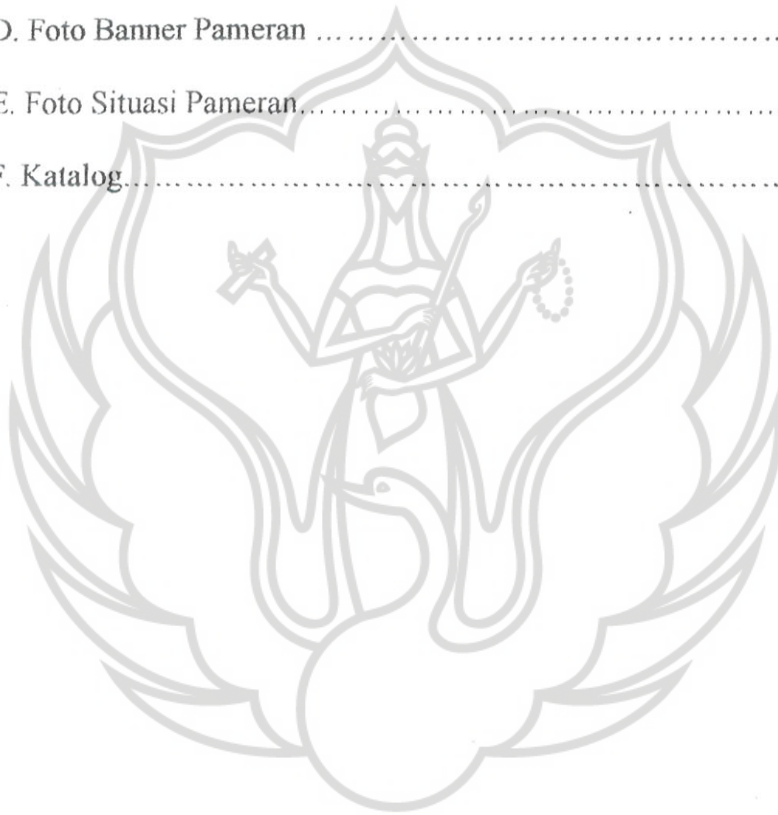 D. Foto Banner Pameran ................................................
E. Foto Situasi Pameran................................................
F. Katalog................................................................